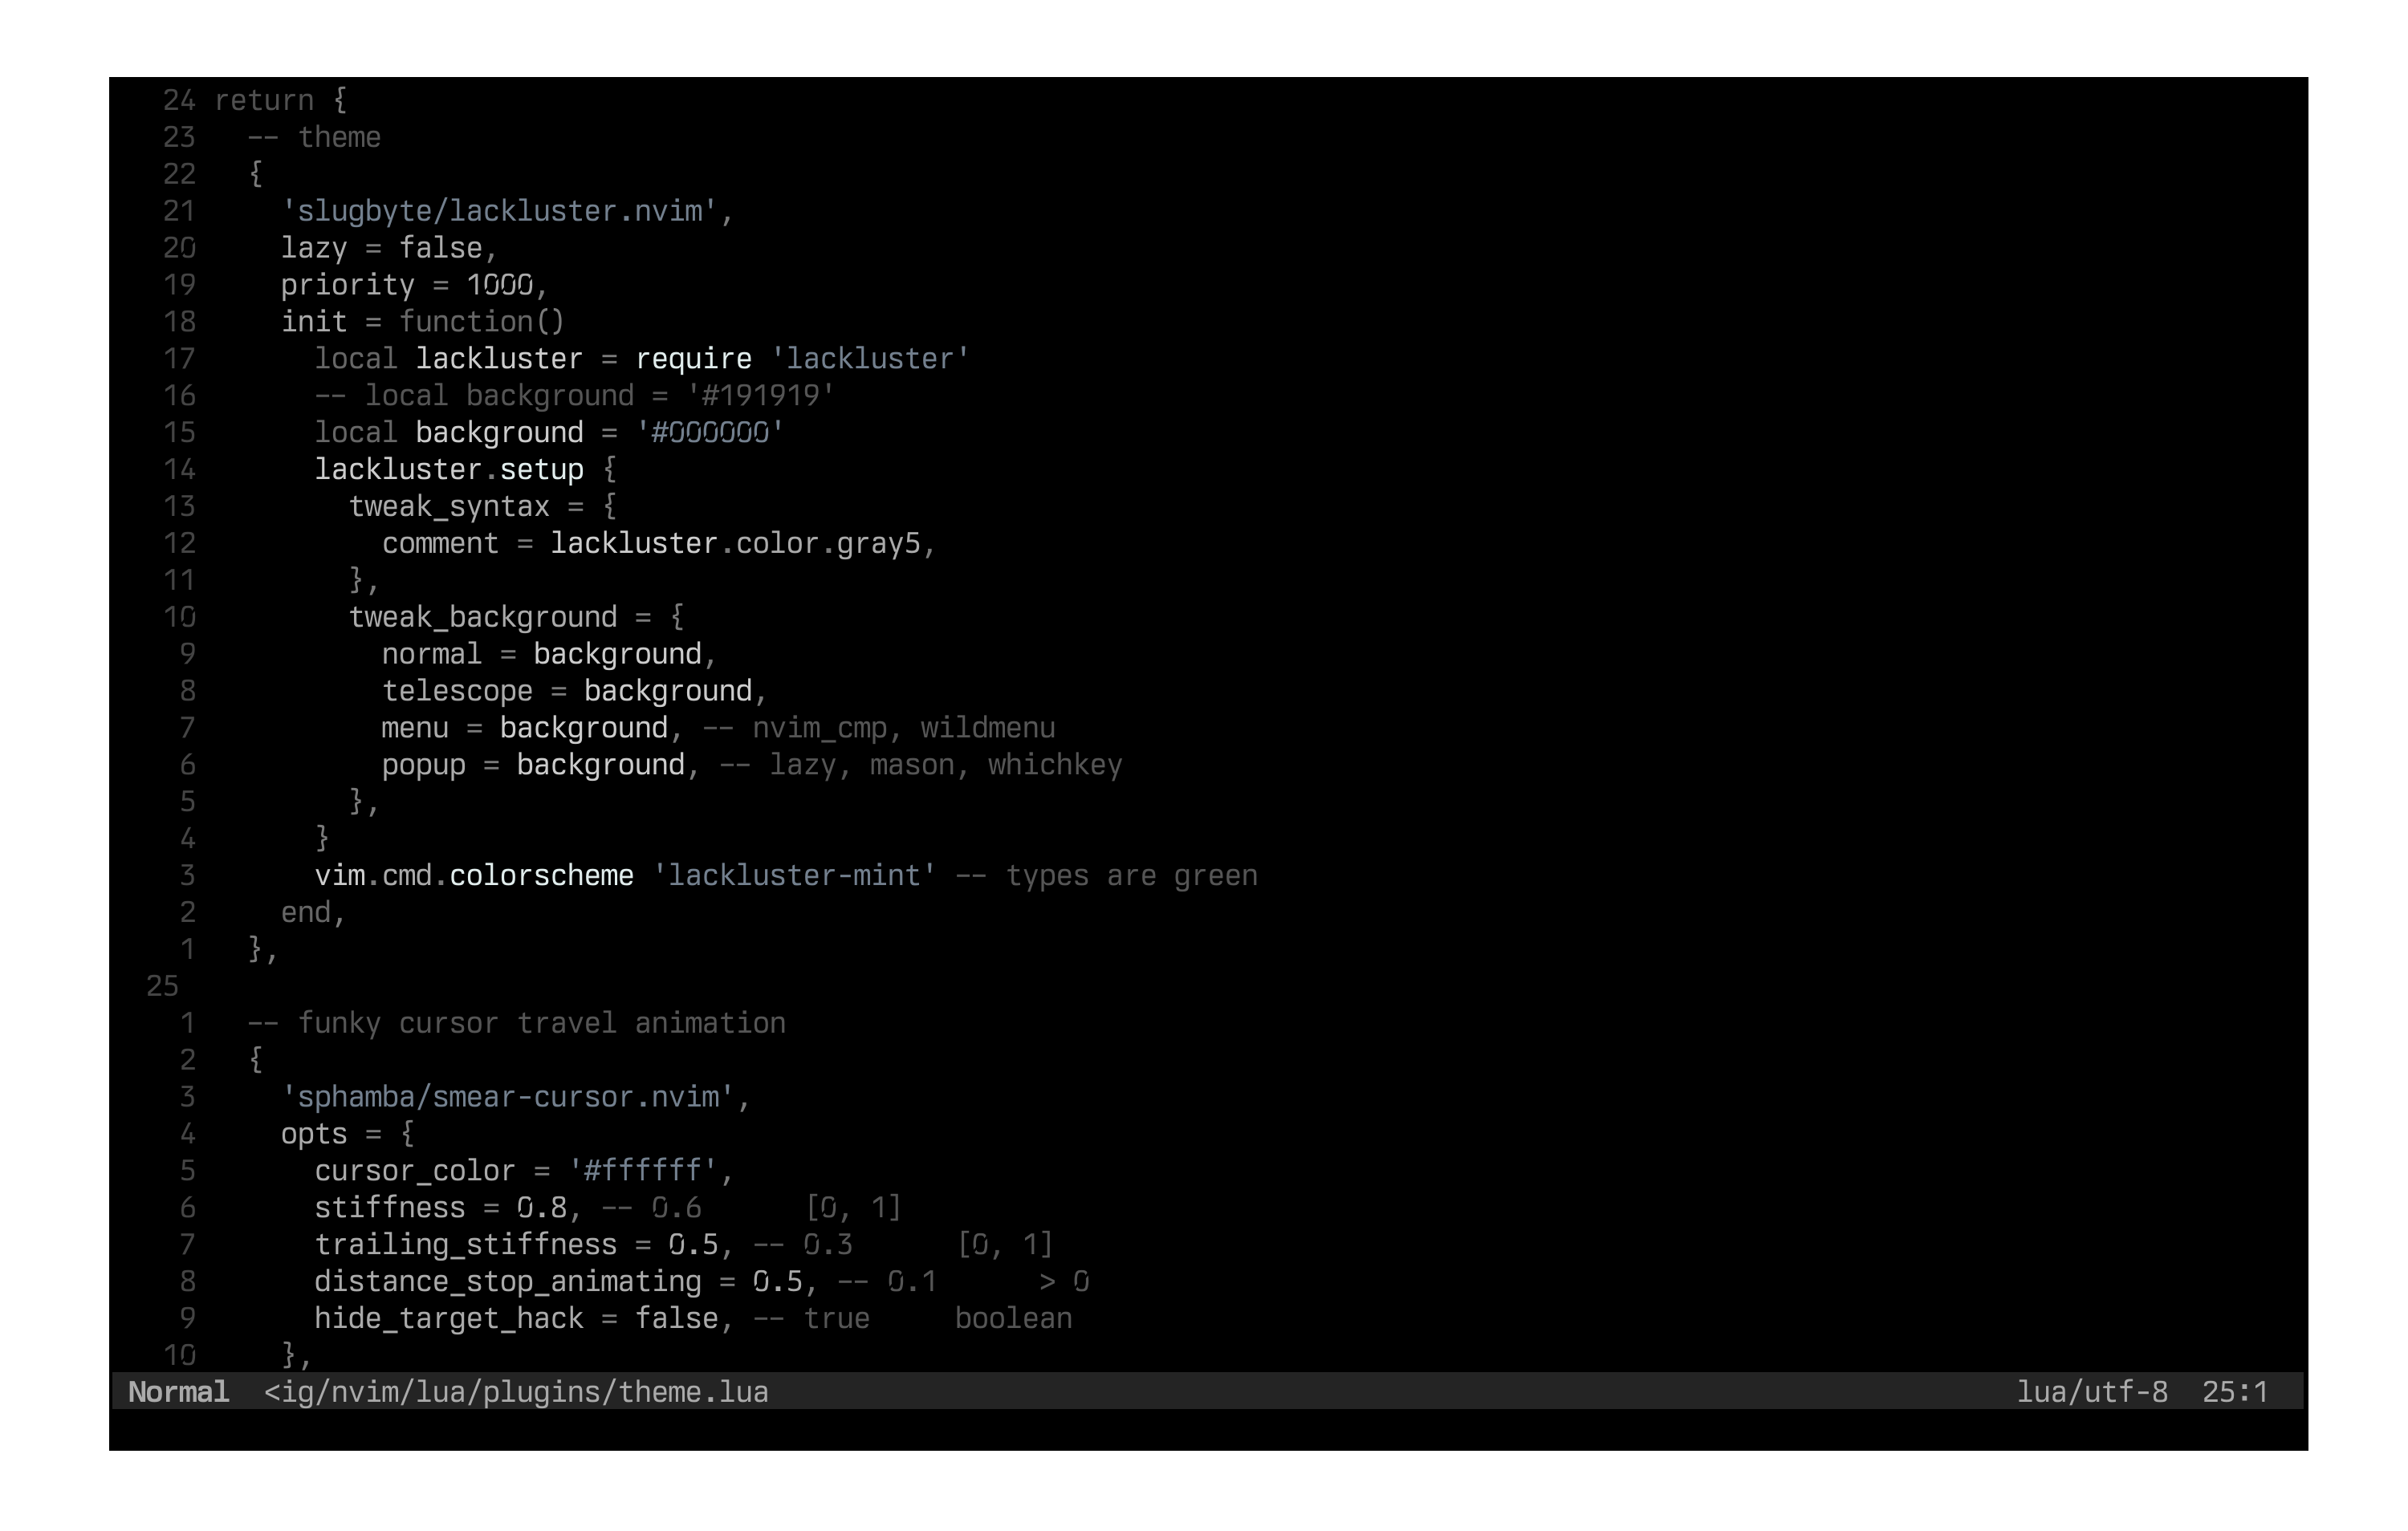 24 return {
23   -- theme
22   {
21     'slugbyte/lackluster.nvim',
20     lazy = false,
19     priority = 1000,
18     init = function()
17       local lackluster = require 'lackluster'
16       -- local background = '#191919'
15       local background = '#000000'
14       lackluster.setup {
13         tweak_syntax = {
12           comment = lackluster.color.gray5,
11         },
10         tweak_background = {
 9           normal = background,
 8           telescope = background,
 7           menu = background, -- nvim_cmp, wildmenu
 6           popup = background, -- lazy, mason, whichkey
 5         },
 4       }
 3       vim.cmd.colorscheme 'lackluster-mint' -- types are green
 2     end,
 1   },
25
 1   -- funky cursor travel animation
 2   {
 3     'sphamba/smear-cursor.nvim',
 4     opts = {
 5       cursor_color = '#ffffff',
 6       stiffness = 0.8, -- 0.6      [0, 1]
 7       trailing_stiffness = 0.5, -- 0.3      [0, 1]
 8       distance_stop_animating = 0.5, -- 0.1      > 0
 9       hide_target_hack = false, -- true     boolean
10     },
Normal  <ig/nvim/lua/plugins/theme.lua lua/utf-8  25:1